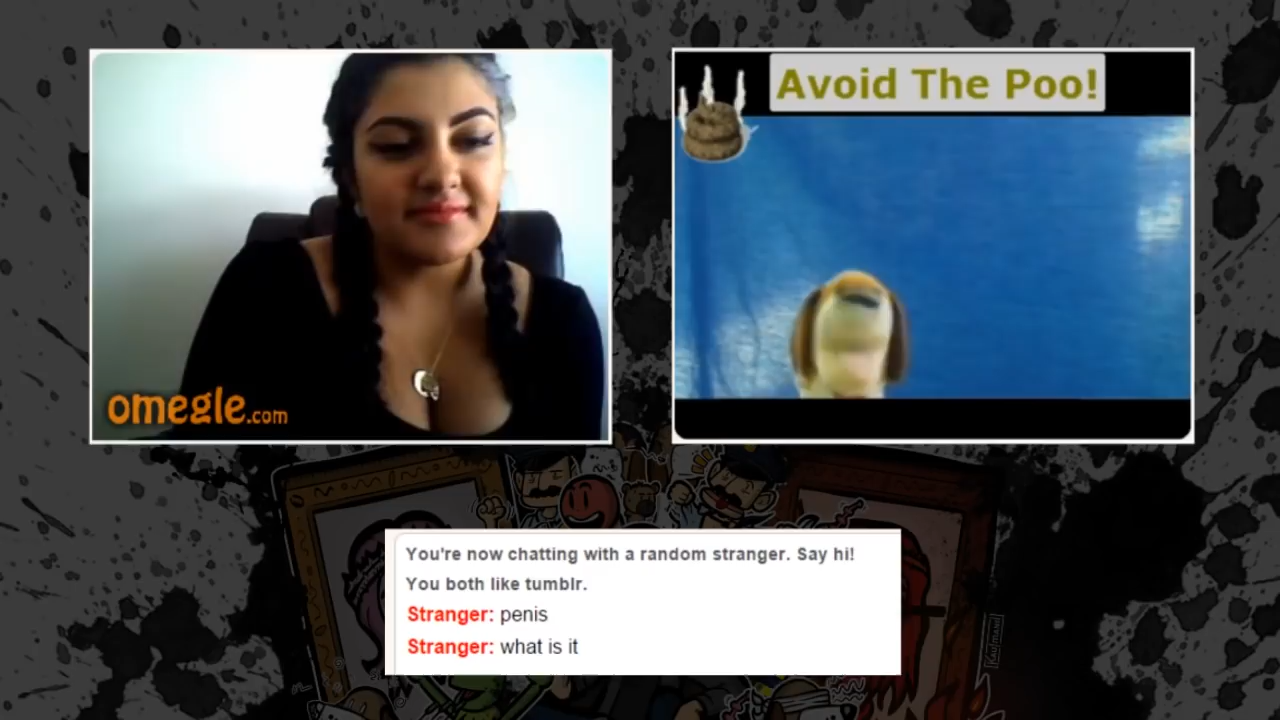 Avoid The Poo!
omegle.com
You're now chatting with a random stranger. Say hi!
You both like tumblr.
Stranger: penis
Stranger: what is it
KAUFMANN